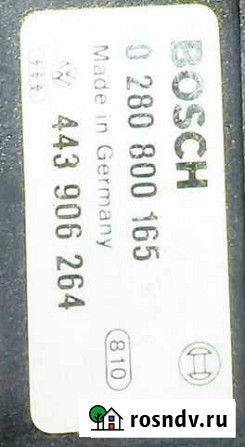 BOSCH
0 280 800 165
Made in Germany
810
443 906 264
rosndv.ru